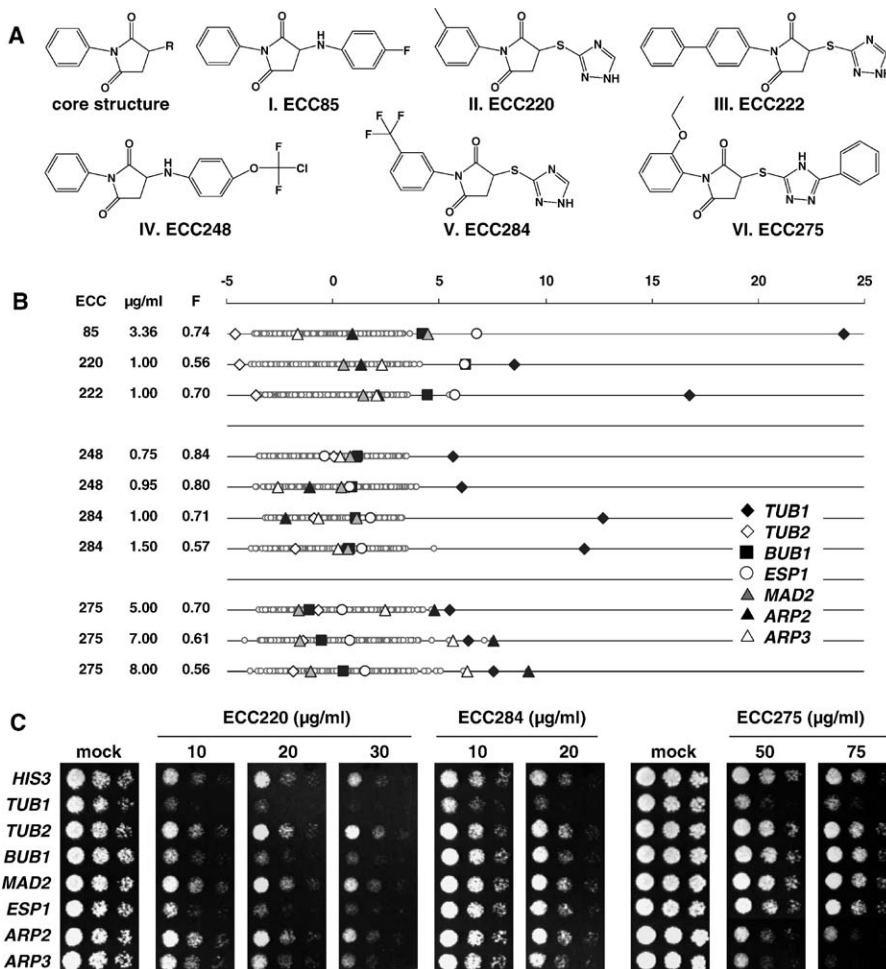 A
O
N
R
O
core structure
O
H
N
N
F
O
I. ECC85
O
S
N
N
N
NH
O
II. ECC220
O
S
N
N
N
NH
O
III. ECC222
O
H
N
N
O
F
Cl
F
O
IV. ECC248
F
F
F
O
S
N
N
N
NH
O
V. ECC284
O
O
S
N
H
N
N
N
O
VI. ECC275
B
-5 0 5 10 15 20 25
ECC µg/ml F
85 3.36 0.74
220 1.00 0.56
222 1.00 0.70
248 0.75 0.84
248 0.95 0.80
284 1.00 0.71
284 1.50 0.57
275 5.00 0.70
275 7.00 0.61
275 8.00 0.56
TUB1
TUB2
BUB1
ESP1
MAD2
ARP2
ARP3
C
ECC220 (µg/ml) ECC284 (µg/ml) ECC275 (µg/ml)
mock 10 20 30 10 20 mock 50 75
HIS3
TUB1
TUB2
BUB1
MAD2
ESP1
ARP2
ARP3